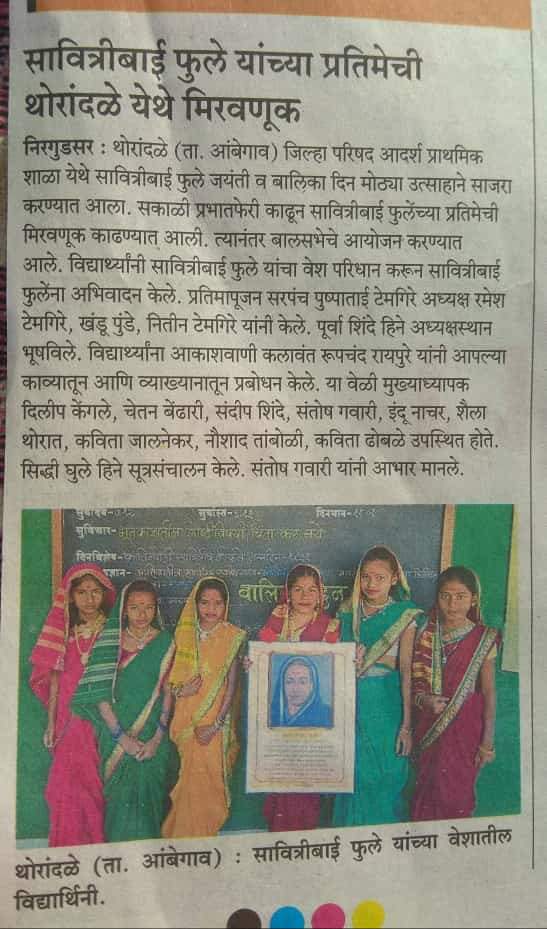 सावित्रीबाई फुले यांच्या प्रतिमेची
थोरांदळे येथे मिरवणूक
निरगुडसर : थोरांदळे (ता. आंबेगाव) जिल्हा परिषद आदर्श प्राथमिक
शाळा येथे सावित्रीबाई फुले जयंती व बालिका दिन मोठ्या उत्साहाने साजरा
करण्यात आला. सकाळी प्रभातफेरी काढून सावित्रीबाई फुलेंच्या प्रतिमेची
मिरवणूक काढण्यात आली. त्यानंतर बालसभेचे आयोजन करण्यात
आले. विद्यार्थ्यांनी सावित्रीबाई फुले यांचा वेश परिधान करून सावित्रीबाई
फुलेंना अभिवादन केले. प्रतिमापूजन सरपंच पुष्पाताई टेमगिरे अध्यक्ष रमेश
टेमगिरे, खंडू पुंडे, नितीन टेमगिरे यांनी केले. पूर्वा शिंदे हिने अध्यक्षस्थान
भूषविले. विद्यार्थ्यांना आकाशवाणी कलावंत रूपचंद रायपुरे यांनी आपल्या
काव्यातून आणि व्याख्यानातून प्रबोधन केले. या वेळी मुख्याध्यापक
दिलीप केंगले, चेतन बेंढारी, संदीप शिंदे, संतोष गवारी, इंदू नाचर, शैला
थोरात, कविता जालनेकर, नौशाद तांबोळी, कविता ढोबळे उपस्थित होते.
सिद्धी घुले हिने सूत्रसंचालन केले. संतोष गवारी यांनी आभार मानले.
सुविचार-
दिनविशेष-
थोरांदळे (ता. आंबेगाव) : सावित्रीबाई फुले यांच्या वेशातील
विद्यार्थिनी.